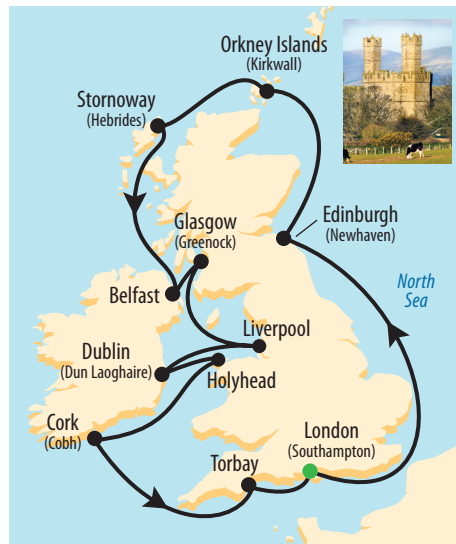 Orkney Islands
(Kirkwall)
Stornoway
(Hebrides)
Glasgow
(Greenock)
Edinburgh
(Newhaven)
North
Sea
Belfast
Liverpool
Dublin
(Dun Laoghaire)
Holyhead
Cork
(Cobh)
London
(Southampton)
Torbay